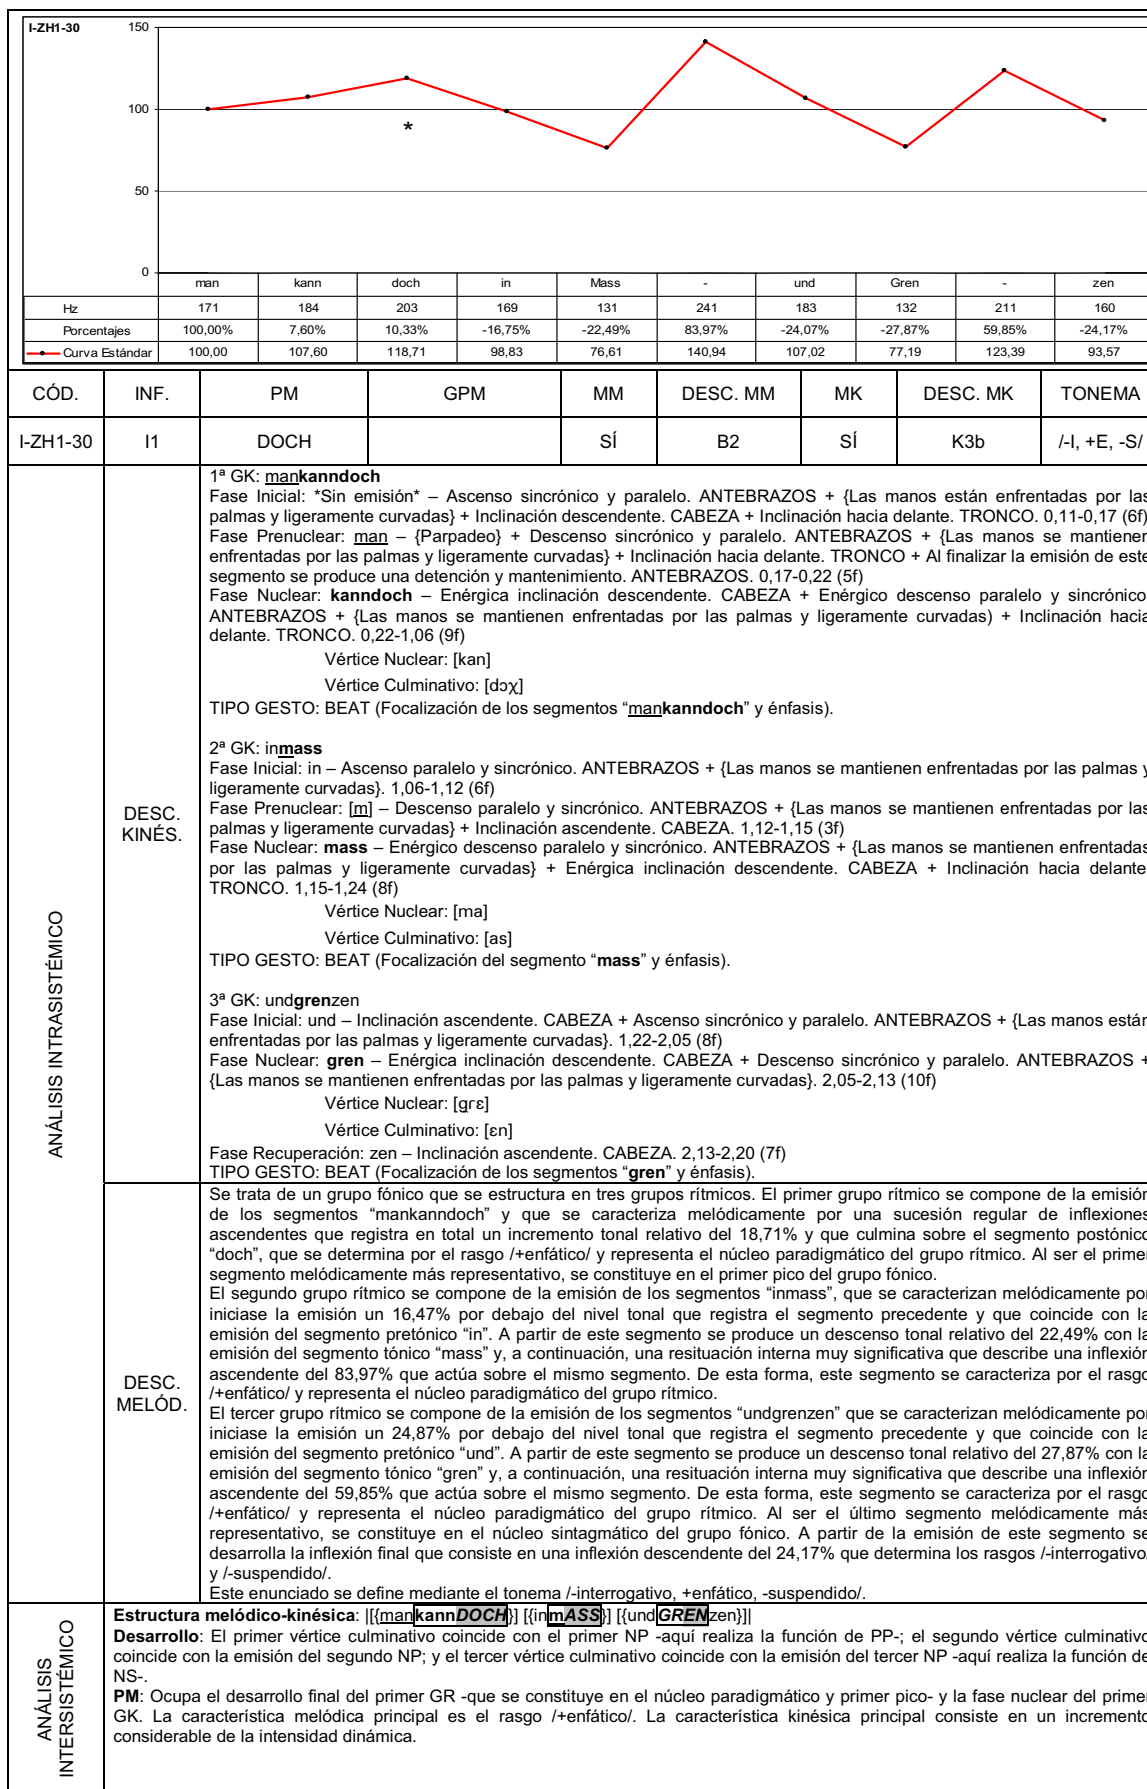 I-ZH1-30
150
100
*
50
0
man kann doch in Mass - und Gren - zen
Hz 171 184 203 169 131 241 183 132 211 160
Porcentajes 100,00% 7,60% 10,33% -16,75% -22,49% 83,97% -24,07% -27,87% 59,85% -24,17%
Curva Estándar 100,00 107,60 118,71 98,83 76,61 140,94 107,02 77,19 123,39 93,57
CÓD. INF. PM GPM MM DESC. MM MK DESC. MK TONEMA
I-ZH1-30 I1 DOCH SÍ B2 SÍ K3b /-I, +E, -S/
ANÁLISIS INTRASISTÉMICO
DESC.
KINÉS.
1ª GK: mankanndoch
Fase Inicial: *Sin emisión* – Ascenso sincrónico y paralelo. ANTEBRAZOS + {Las manos están enfrentadas por las
palmas y ligeramente curvadas} + Inclinación descendente. CABEZA + Inclinación hacia delante. TRONCO. 0,11-0,17 (6f)
Fase Prenuclear: man – {Parpadeo} + Descenso sincrónico y paralelo. ANTEBRAZOS + {Las manos se mantienen
enfrentadas por las palmas y ligeramente curvadas} + Inclinación hacia delante. TRONCO + Al finalizar la emisión de este
segmento se produce una detención y mantenimiento. ANTEBRAZOS. 0,17-0,22 (5f)
Fase Nuclear: kanndoch – Enérgica inclinación descendente. CABEZA + Enérgico descenso paralelo y sincrónico
ANTEBRAZOS + {Las manos se mantienen enfrentadas por las palmas y ligeramente curvadas) + Inclinación hacia
delante. TRONCO. 0,22-1,06 (9f)
Vértice Nuclear: [kan]
Vértice Culminativo: [dɔχ]
TIPO GESTO: BEAT (Focalización de los segmentos “mankanndoch” y énfasis).
2ª GK: inmass
Fase Inicial: in – Ascenso paralelo y sincrónico. ANTEBRAZOS + {Las manos se mantienen enfrentadas por las palmas y
ligeramente curvadas}. 1,06-1,12 (6f)
Fase Prenuclear: [m] – Descenso paralelo y sincrónico. ANTEBRAZOS + {Las manos se mantienen enfrentadas por las
palmas y ligeramente curvadas} + Inclinación ascendente. CABEZA. 1,12-1,15 (3f)
Fase Nuclear: mass – Enérgico descenso paralelo y sincrónico. ANTEBRAZOS + {Las manos se mantienen enfrentadas
por las palmas y ligeramente curvadas} + Enérgica inclinación descendente. CABEZA + Inclinación hacia delante
TRONCO. 1,15-1,24 (8f)
Vértice Nuclear: [ma]
Vértice Culminativo: [as]
TIPO GESTO: BEAT (Focalización del segmento “mass” y énfasis).
3ª GK: undgrenzen
Fase Inicial: und – Inclinación ascendente. CABEZA + Ascenso sincrónico y paralelo. ANTEBRAZOS + {Las manos están
enfrentadas por las palmas y ligeramente curvadas}. 1,22-2,05 (8f)
Fase Nuclear: gren – Enérgica inclinación descendente. CABEZA + Descenso sincrónico y paralelo. ANTEBRAZOS +
{Las manos se mantienen enfrentadas por las palmas y ligeramente curvadas}. 2,05-2,13 (10f)
Vértice Nuclear: [gɾɛ]
Vértice Culminativo: [ɛn]
Fase Recuperación: zen – Inclinación ascendente. CABEZA. 2,13-2,20 (7f)
TIPO GESTO: BEAT (Focalización de los segmentos “gren” y énfasis).
DESC.
MELÓD.
Se trata de un grupo fónico que se estructura en tres grupos rítmicos. El primer grupo rítmico se compone de la emisión
de los segmentos “mankanndoch” y que se caracteriza melódicamente por una sucesión regular de inflexiones
ascendentes que registra en total un incremento tonal relativo del 18,71% y que culmina sobre el segmento postónico
“doch”, que se determina por el rasgo /+enfático/ y representa el núcleo paradigmático del grupo rítmico. Al ser el primer
segmento melódicamente más representativo, se constituye en el primer pico del grupo fónico.
El segundo grupo rítmico se compone de la emisión de los segmentos “inmass”, que se caracterizan melódicamente por
iniciase la emisión un 16,47% por debajo del nivel tonal que registra el segmento precedente y que coincide con la
emisión del segmento pretónico “in”. A partir de este segmento se produce un descenso tonal relativo del 22,49% con la
emisión del segmento tónico “mass” y, a continuación, una resituación interna muy significativa que describe una inflexión
ascendente del 83,97% que actúa sobre el mismo segmento. De esta forma, este segmento se caracteriza por el rasgo
/+enfático/ y representa el núcleo paradigmático del grupo rítmico.
El tercer grupo rítmico se compone de la emisión de los segmentos “undgrenzen” que se caracterizan melódicamente por
iniciase la emisión un 24,87% por debajo del nivel tonal que registra el segmento precedente y que coincide con la
emisión del segmento pretónico “und”. A partir de este segmento se produce un descenso tonal relativo del 27,87% con la
emisión del segmento tónico “gren” y, a continuación, una resituación interna muy significativa que describe una inflexión
ascendente del 59,85% que actúa sobre el mismo segmento. De esta forma, este segmento se caracteriza por el rasgo
/+enfático/ y representa el núcleo paradigmático del grupo rítmico. Al ser el último segmento melódicamente más
representativo, se constituye en el núcleo sintagmático del grupo fónico. A partir de la emisión de este segmento se
desarrolla la inflexión final que consiste en una inflexión descendente del 24,17% que determina los rasgos /-interrogativo/
y /-suspendido/.
Este enunciado se define mediante el tonema /-interrogativo, +enfático, -suspendido/.
ANÁLISIS
INTERSISTÉMICO
Estructura melódico-kinésica: |[{mankannDOCH}] [{inmASS}] [{undGRENzen}]|
Desarrollo: El primer vértice culminativo coincide con el primer NP -aquí realiza la función de PP-; el segundo vértice culminativo
coincide con la emisión del segundo NP; y el tercer vértice culminativo coincide con la emisión del tercer NP -aquí realiza la función de
NS-.
PM: Ocupa el desarrollo final del primer GR -que se constituye en el núcleo paradigmático y primer pico- y la fase nuclear del primer
GK. La característica melódica principal es el rasgo /+enfático/. La característica kinésica principal consiste en un incremento
considerable de la intensidad dinámica.